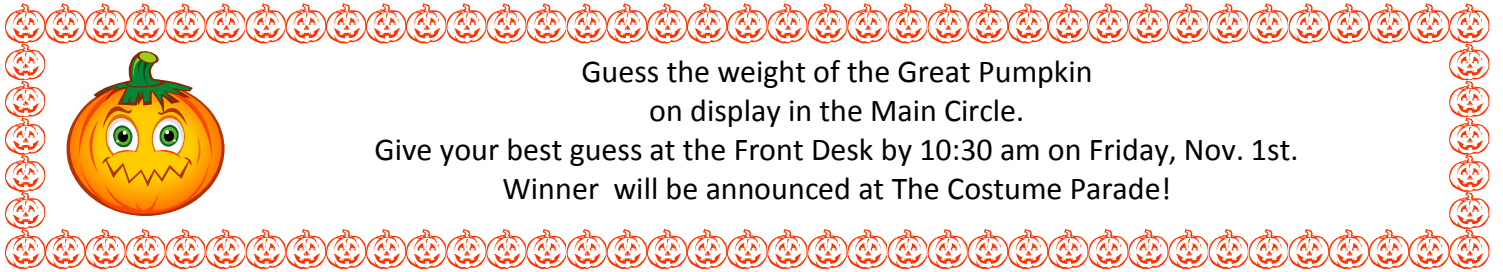 Guess the weight of the Great Pumpkin
on display in the Main Circle.
Give your best guess at the Front Desk by 10:30 am on Friday, Nov. 1st.
Winner  will be announced at The Costume Parade!